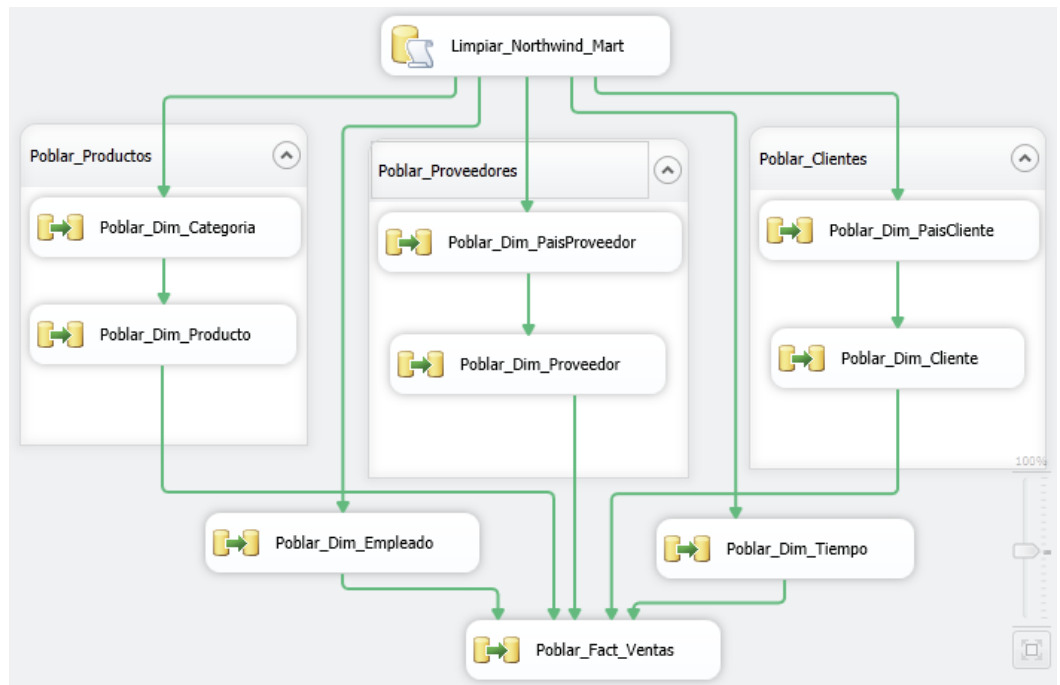 Limpiar_Northwind_Mart
Poblar_Productos
Poblar_Proveedores
Poblar_Clientes
Poblar_Dim_Categoria
Poblar_Dim_PaisProveedor
Poblar_Dim_PaisCliente
Poblar_Dim_Producto
Poblar_Dim_Proveedor
Poblar_Dim_Cliente
100%
Poblar_Dim_Empleado
Poblar_Dim_Tiempo
Poblar_Fact_Ventas